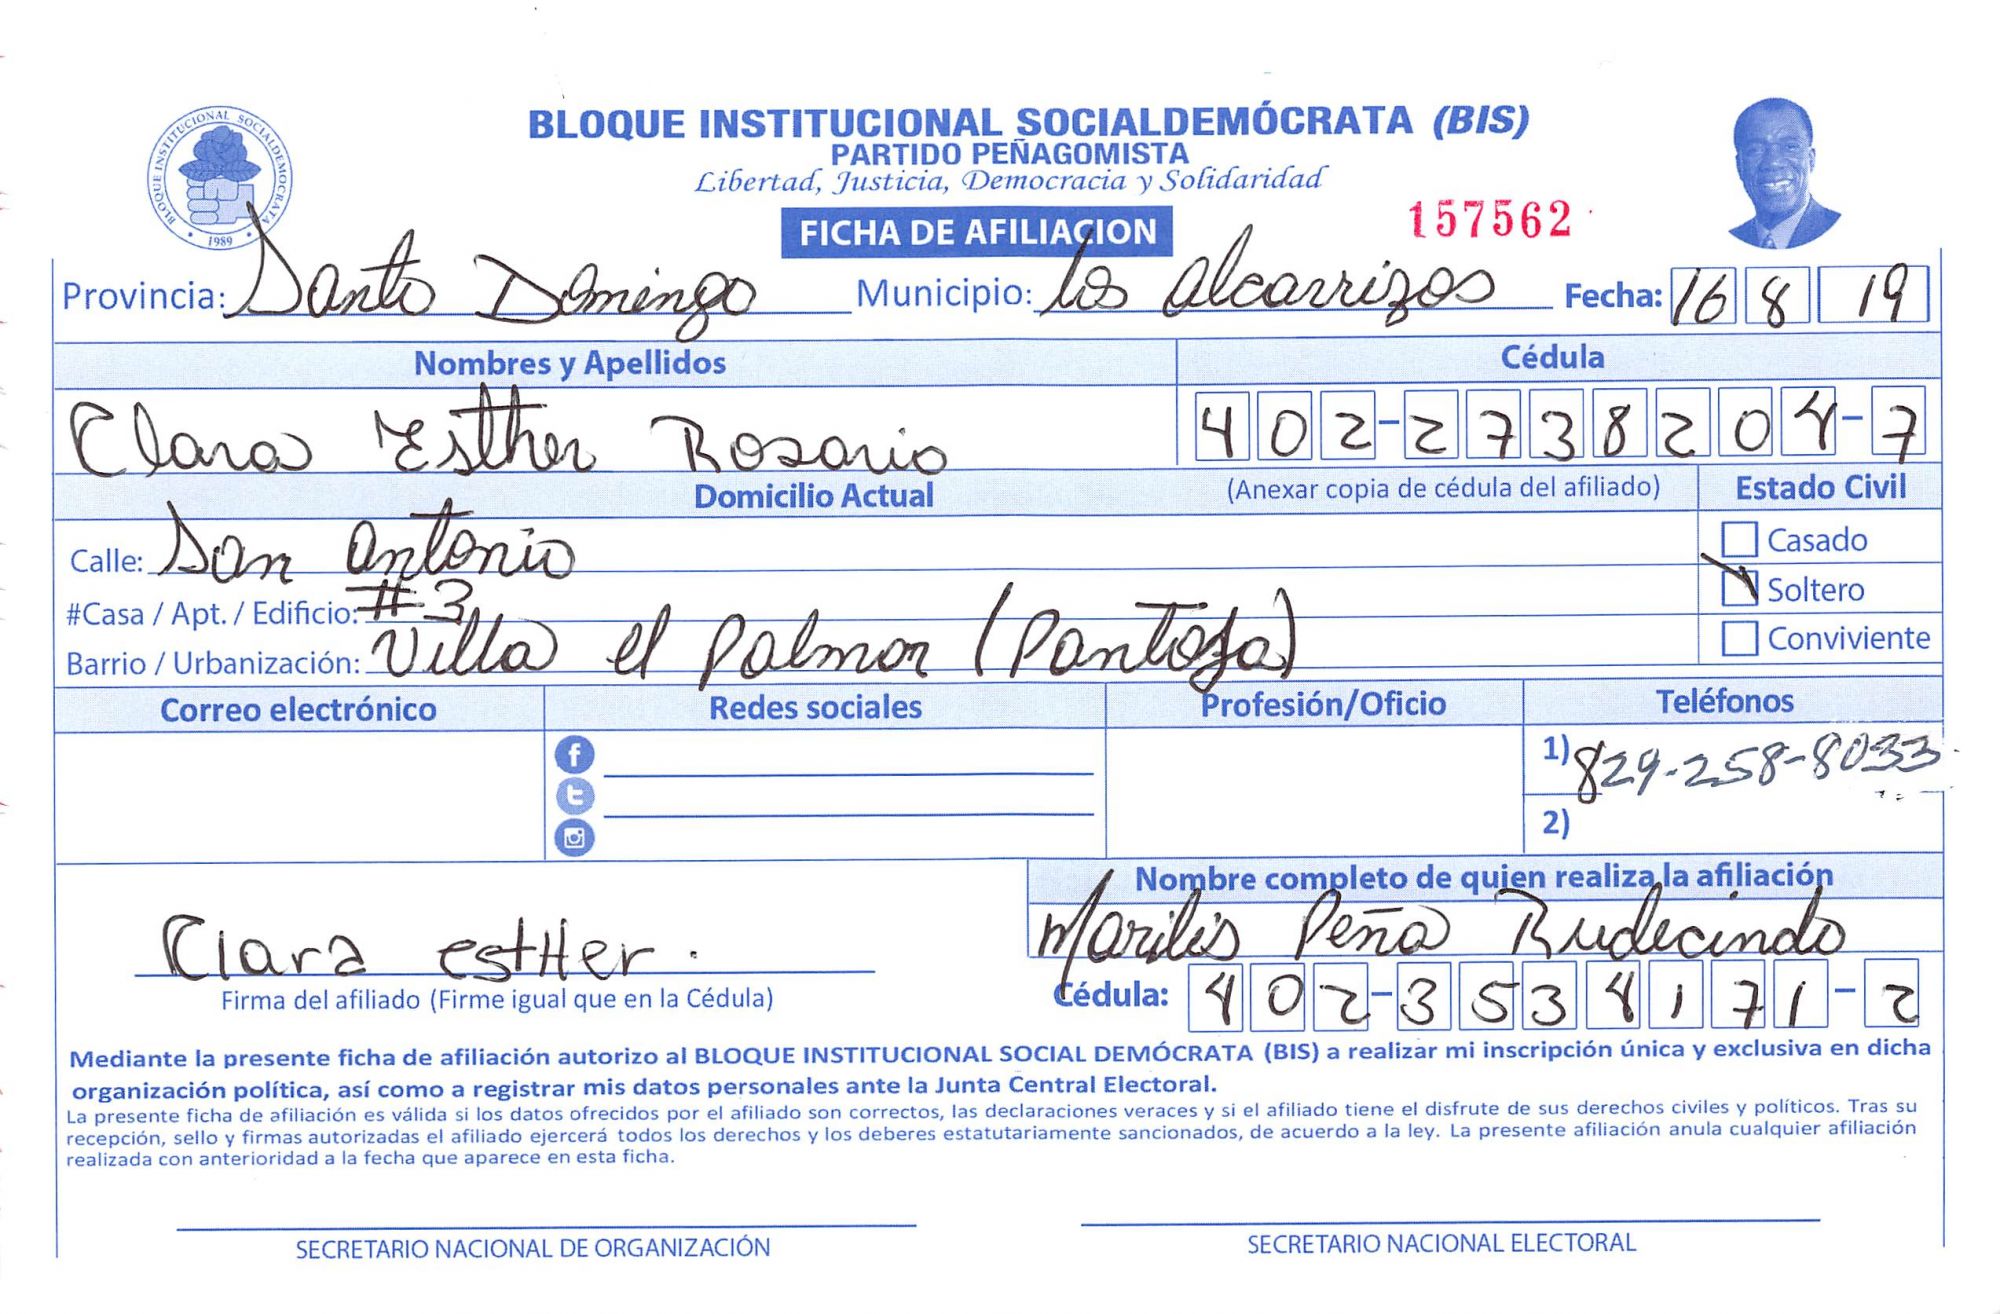 BLOQUE INSTITUCIONAL SOCIALDEMOCRATA
1989
BLOQUE INSTITUCIONAL SOCIALDEMÓCRATA (BIS)
PARTIDO PEÑAGOMISTA
Libertad, Justicia, Democracia y Solidaridad
FICHA DE AFILIACION
157562
Provincia: Santo Domingo Municipio: los alcarrizos Fecha: 16 8 19
Nombres y Apellidos Cédula
Clara Esther Rosario 402-2738204-7
Domicilio Actual (Anexar copia de cédula del afiliado) Estado Civil
Calle: San Antonio Casado
#Casa / Apt. / Edificio: #3 Soltero
Barrio / Urbanización: Villa el Palmar (Pantoja) Conviviente
Correo electrónico Redes sociales Profesión/Oficio Teléfonos
1) 829-258-8033
2)
Nombre completo de quien realiza la afiliación
Marilis Peña Rudecindo
Clara estHer.
Firma del afiliado (Firme igual que en la Cédula) Cédula: 402-3534171-2
Mediante la presente ficha de afiliación autorizo al BLOQUE INSTITUCIONAL SOCIAL DEMÓCRATA (BIS) a realizar mi inscripción única y exclusiva en dicha
organización política, así como a registrar mis datos personales ante la Junta Central Electoral.
La presente ficha de afiliación es válida si los datos ofrecidos por el afiliado son correctos, las declaraciones veraces y si el afiliado tiene el disfrute de sus derechos civiles y políticos. Tras su
recepción, sello y firmas autorizadas el afiliado ejercerá todos los derechos y los deberes estatutariamente sancionados, de acuerdo a la ley. La presente afiliación anula cualquier afiliación
realizada con anterioridad a la fecha que aparece en esta ficha.
SECRETARIO NACIONAL DE ORGANIZACIÓN SECRETARIO NACIONAL ELECTORAL